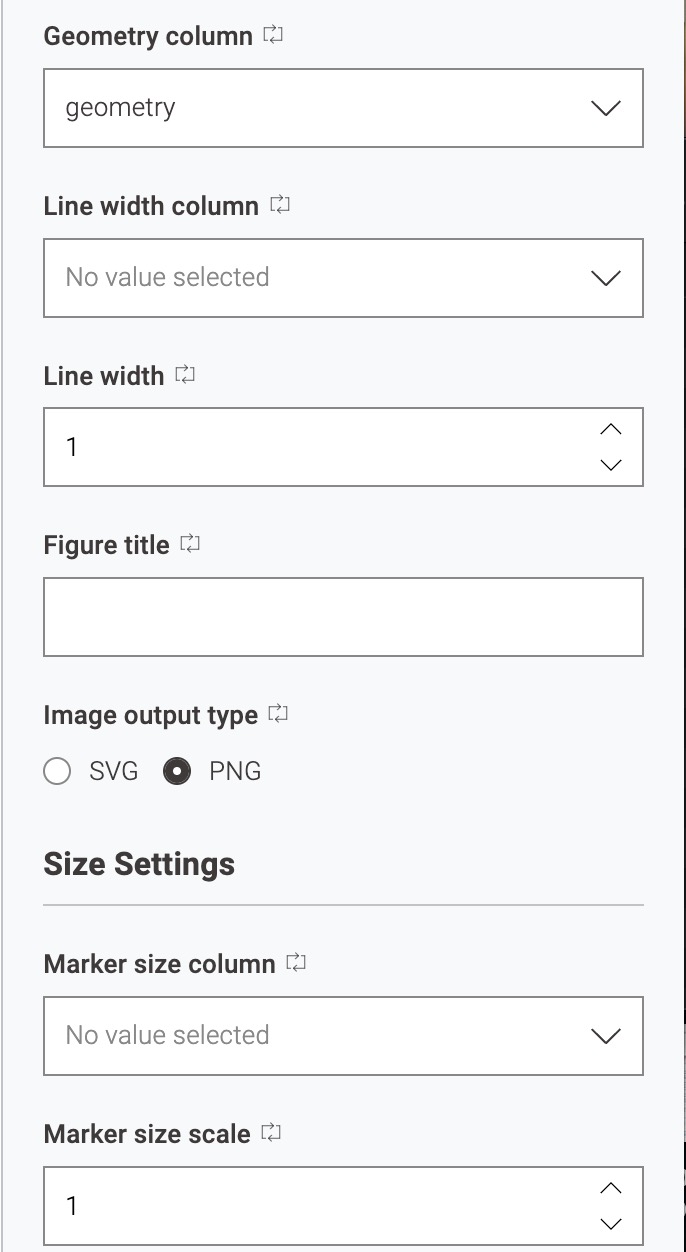 Geometry column
geometry
Line width column
No value selected
Line width
1
Figure title
Image output type
SVG PNG
Size Settings
Marker size column
No value selected
Marker size scale
1